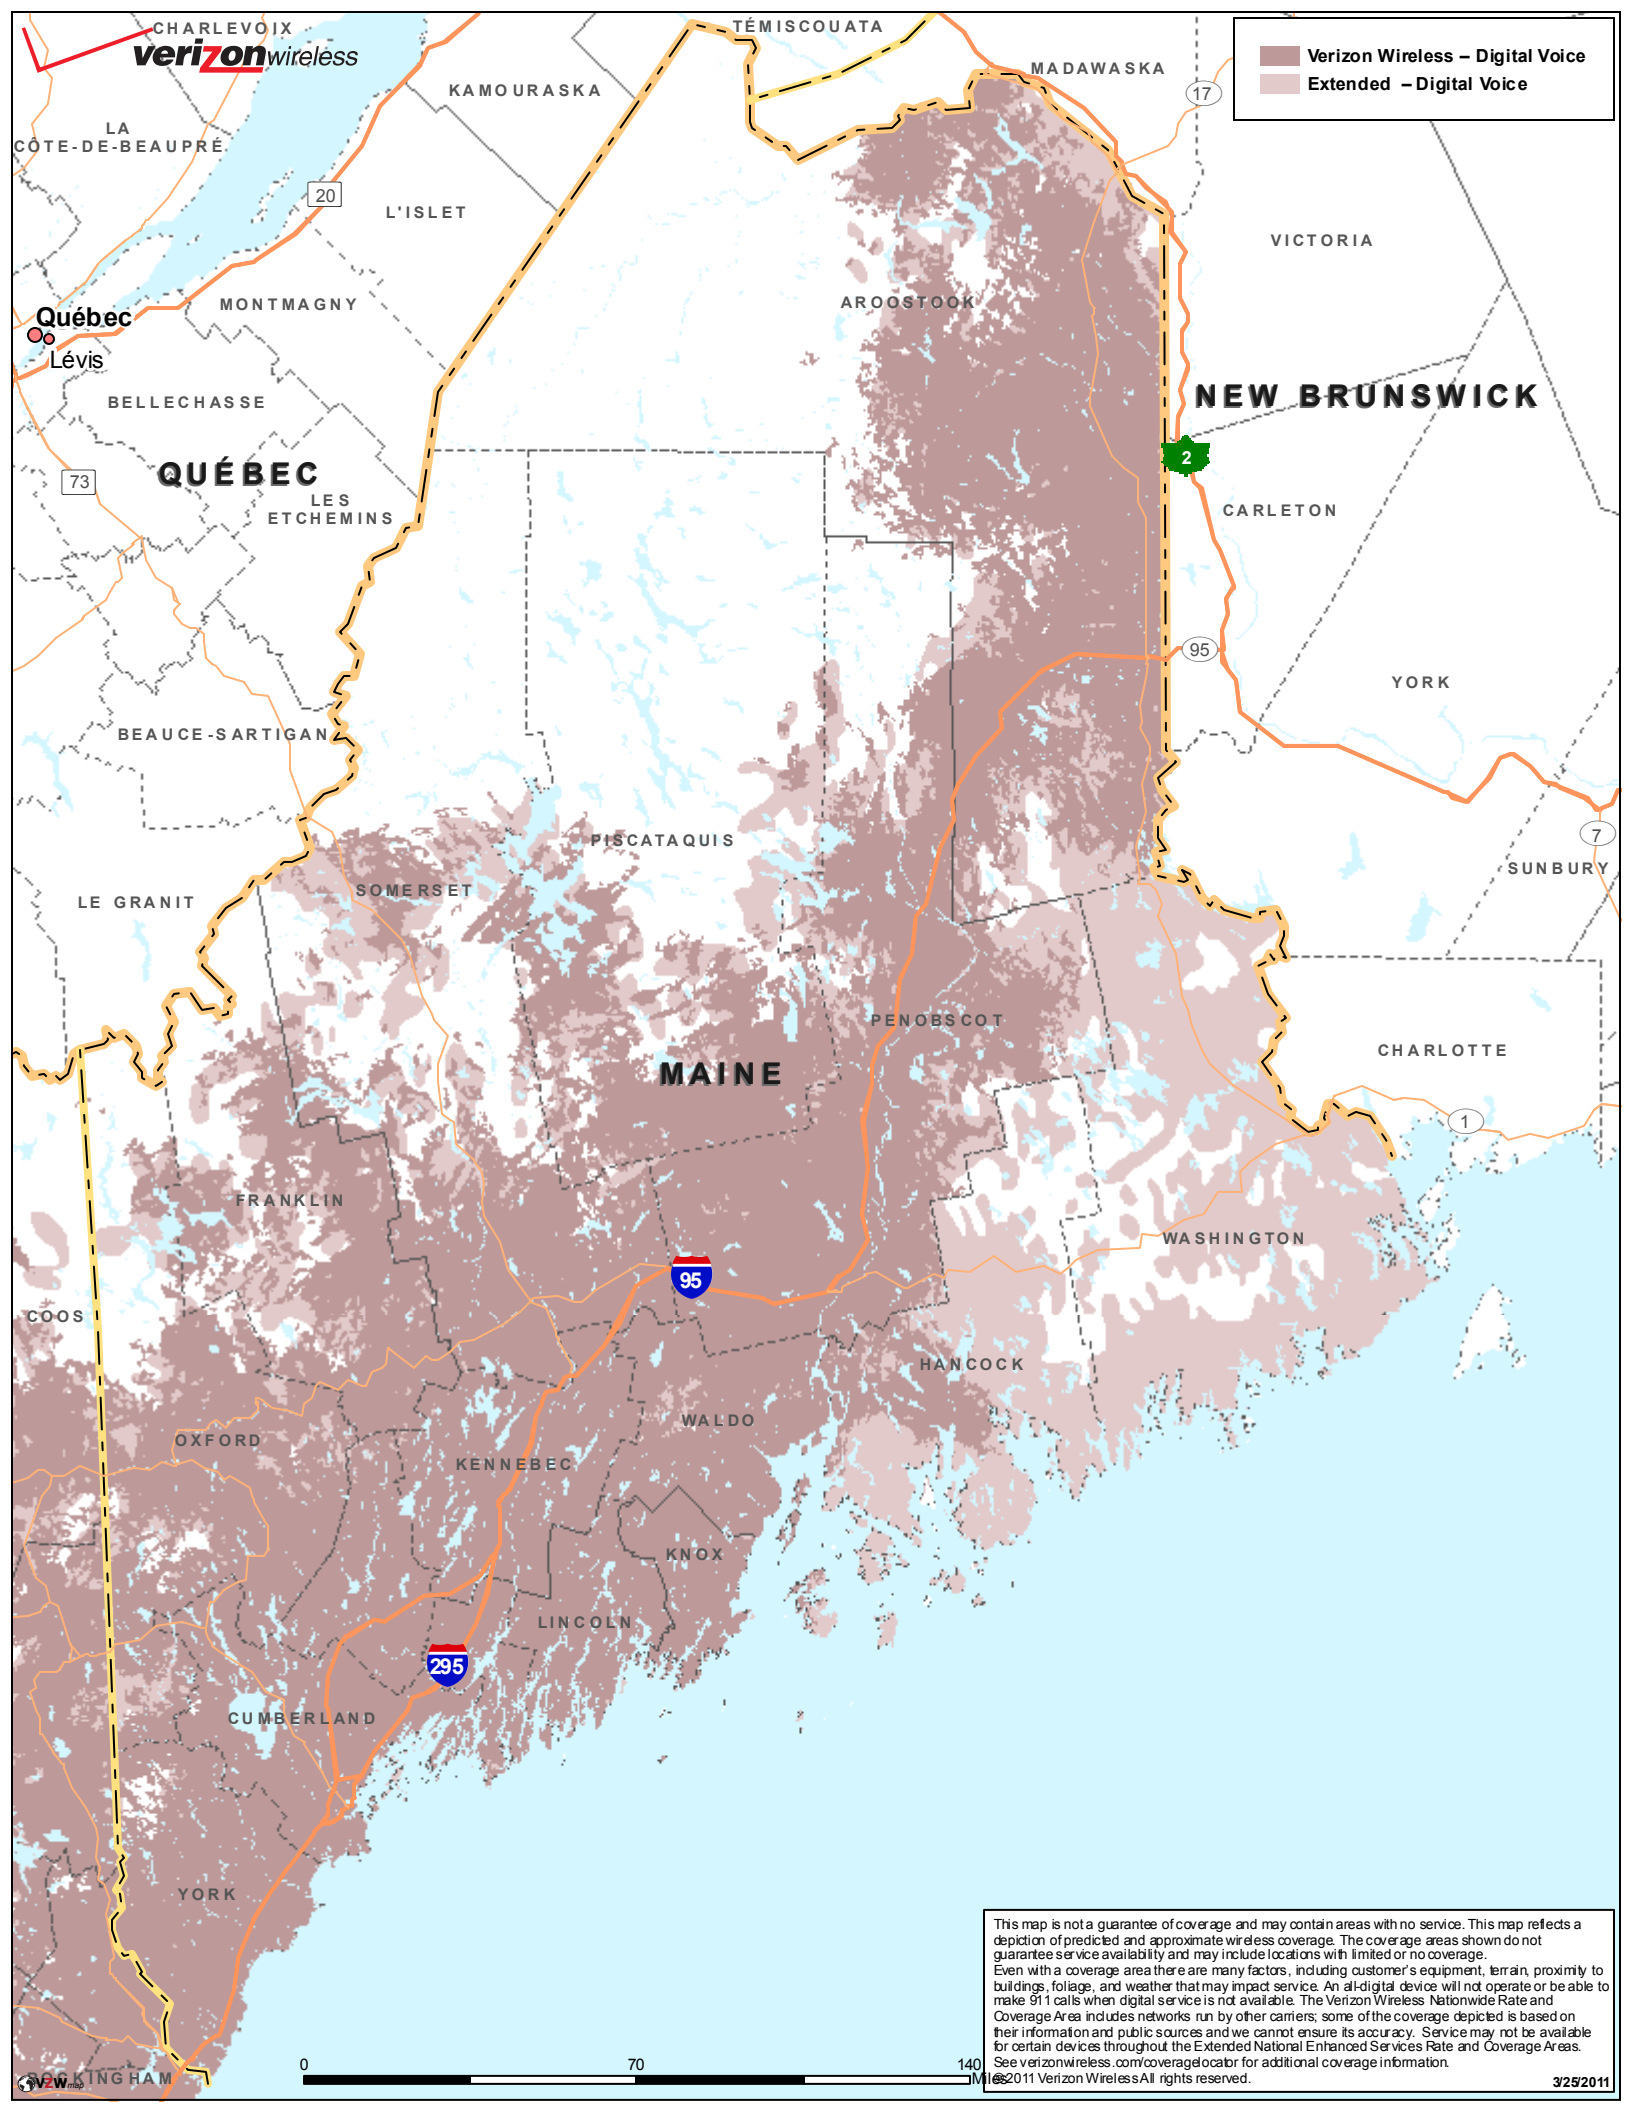 CHARLEVOIX
verizonwireless
TÉMISCOUATA
Verizon Wireless – Digital Voice
Extended – Digital Voice
MADAWASKA
17
KAMOURASKA
LA
CÔTE-DE-BEAUPRÉ
20
L'ISLET
VICTORIA
MONTMAGNY
AROOSTOOK
Québec
Lévis
BELLECHASSE
NEW BRUNSWICK
2
QUÉBEC
73
LES
ETCHEMINS
CARLETON
95
YORK
BEAUCE-SARTIGAN
PISCATAQUIS
7
SUNBURY
SOMERSET
LE GRANIT
PENOBSCOT
CHARLOTTE
MAINE
1
FRANKLIN
WASHINGTON
95
COOS
HANCOCK
WALDO
OXFORD
KENNEBEC
KNOX
LINCOLN
295
CUMBERLAND
YORK
This map is not a guarantee of coverage and may contain areas with no service. This map reflects a
depiction of predicted and approximate wireless coverage. The coverage areas shown do not
guarantee service availability and may include locations with limited or no coverage.
Even with a coverage area there are many factors, including customer's equipment, terrain, proximity to
buildings, foliage, and weather that may impact service. An all-digital device will not operate or be able to
make 911 calls when digital service is not available. The Verizon Wireless Nationwide Rate and
Coverage Area includes networks run by other carriers; some of the coverage depicted is based on
their information and public sources and we cannot ensure its accuracy. Service may not be available
for certain devices throughout the Extended National Enhanced Services Rate and Coverage Areas.
See verizonwireless.com/coveragelocator for additional coverage information.
©2011 Verizon Wireless All rights reserved.
3/25/2011
0 70 140
Miles
ROCKINGHAM
VZWmap